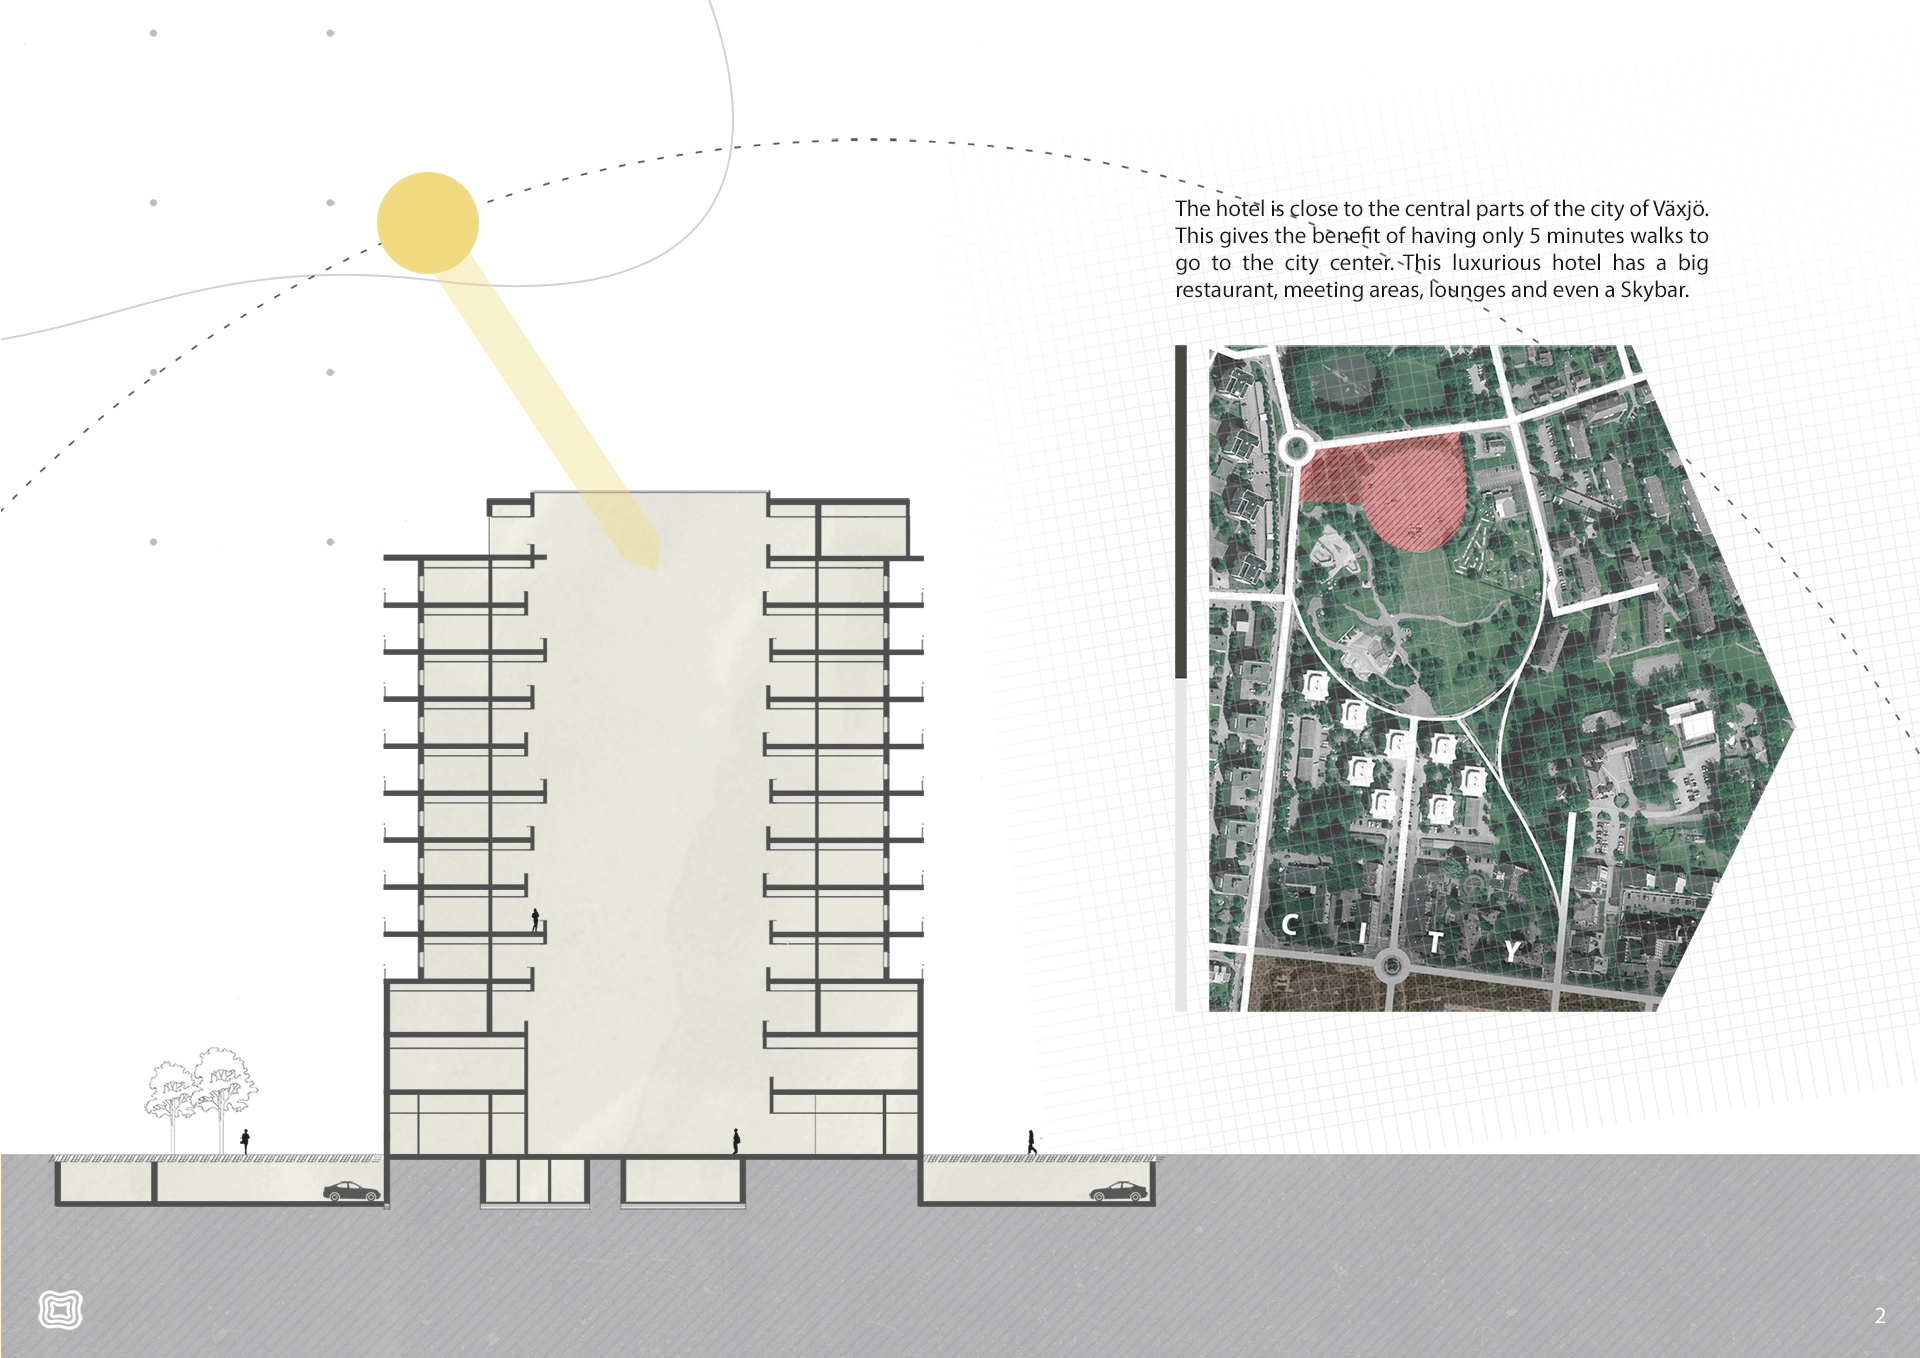 The hotel is close to the central parts of the city of Växjö.
This gives the benefit of having only 5 minutes walks to
go to the city center. This luxurious hotel has a big
restaurant, meeting areas, lounges and even a Skybar.
C I T Y
2